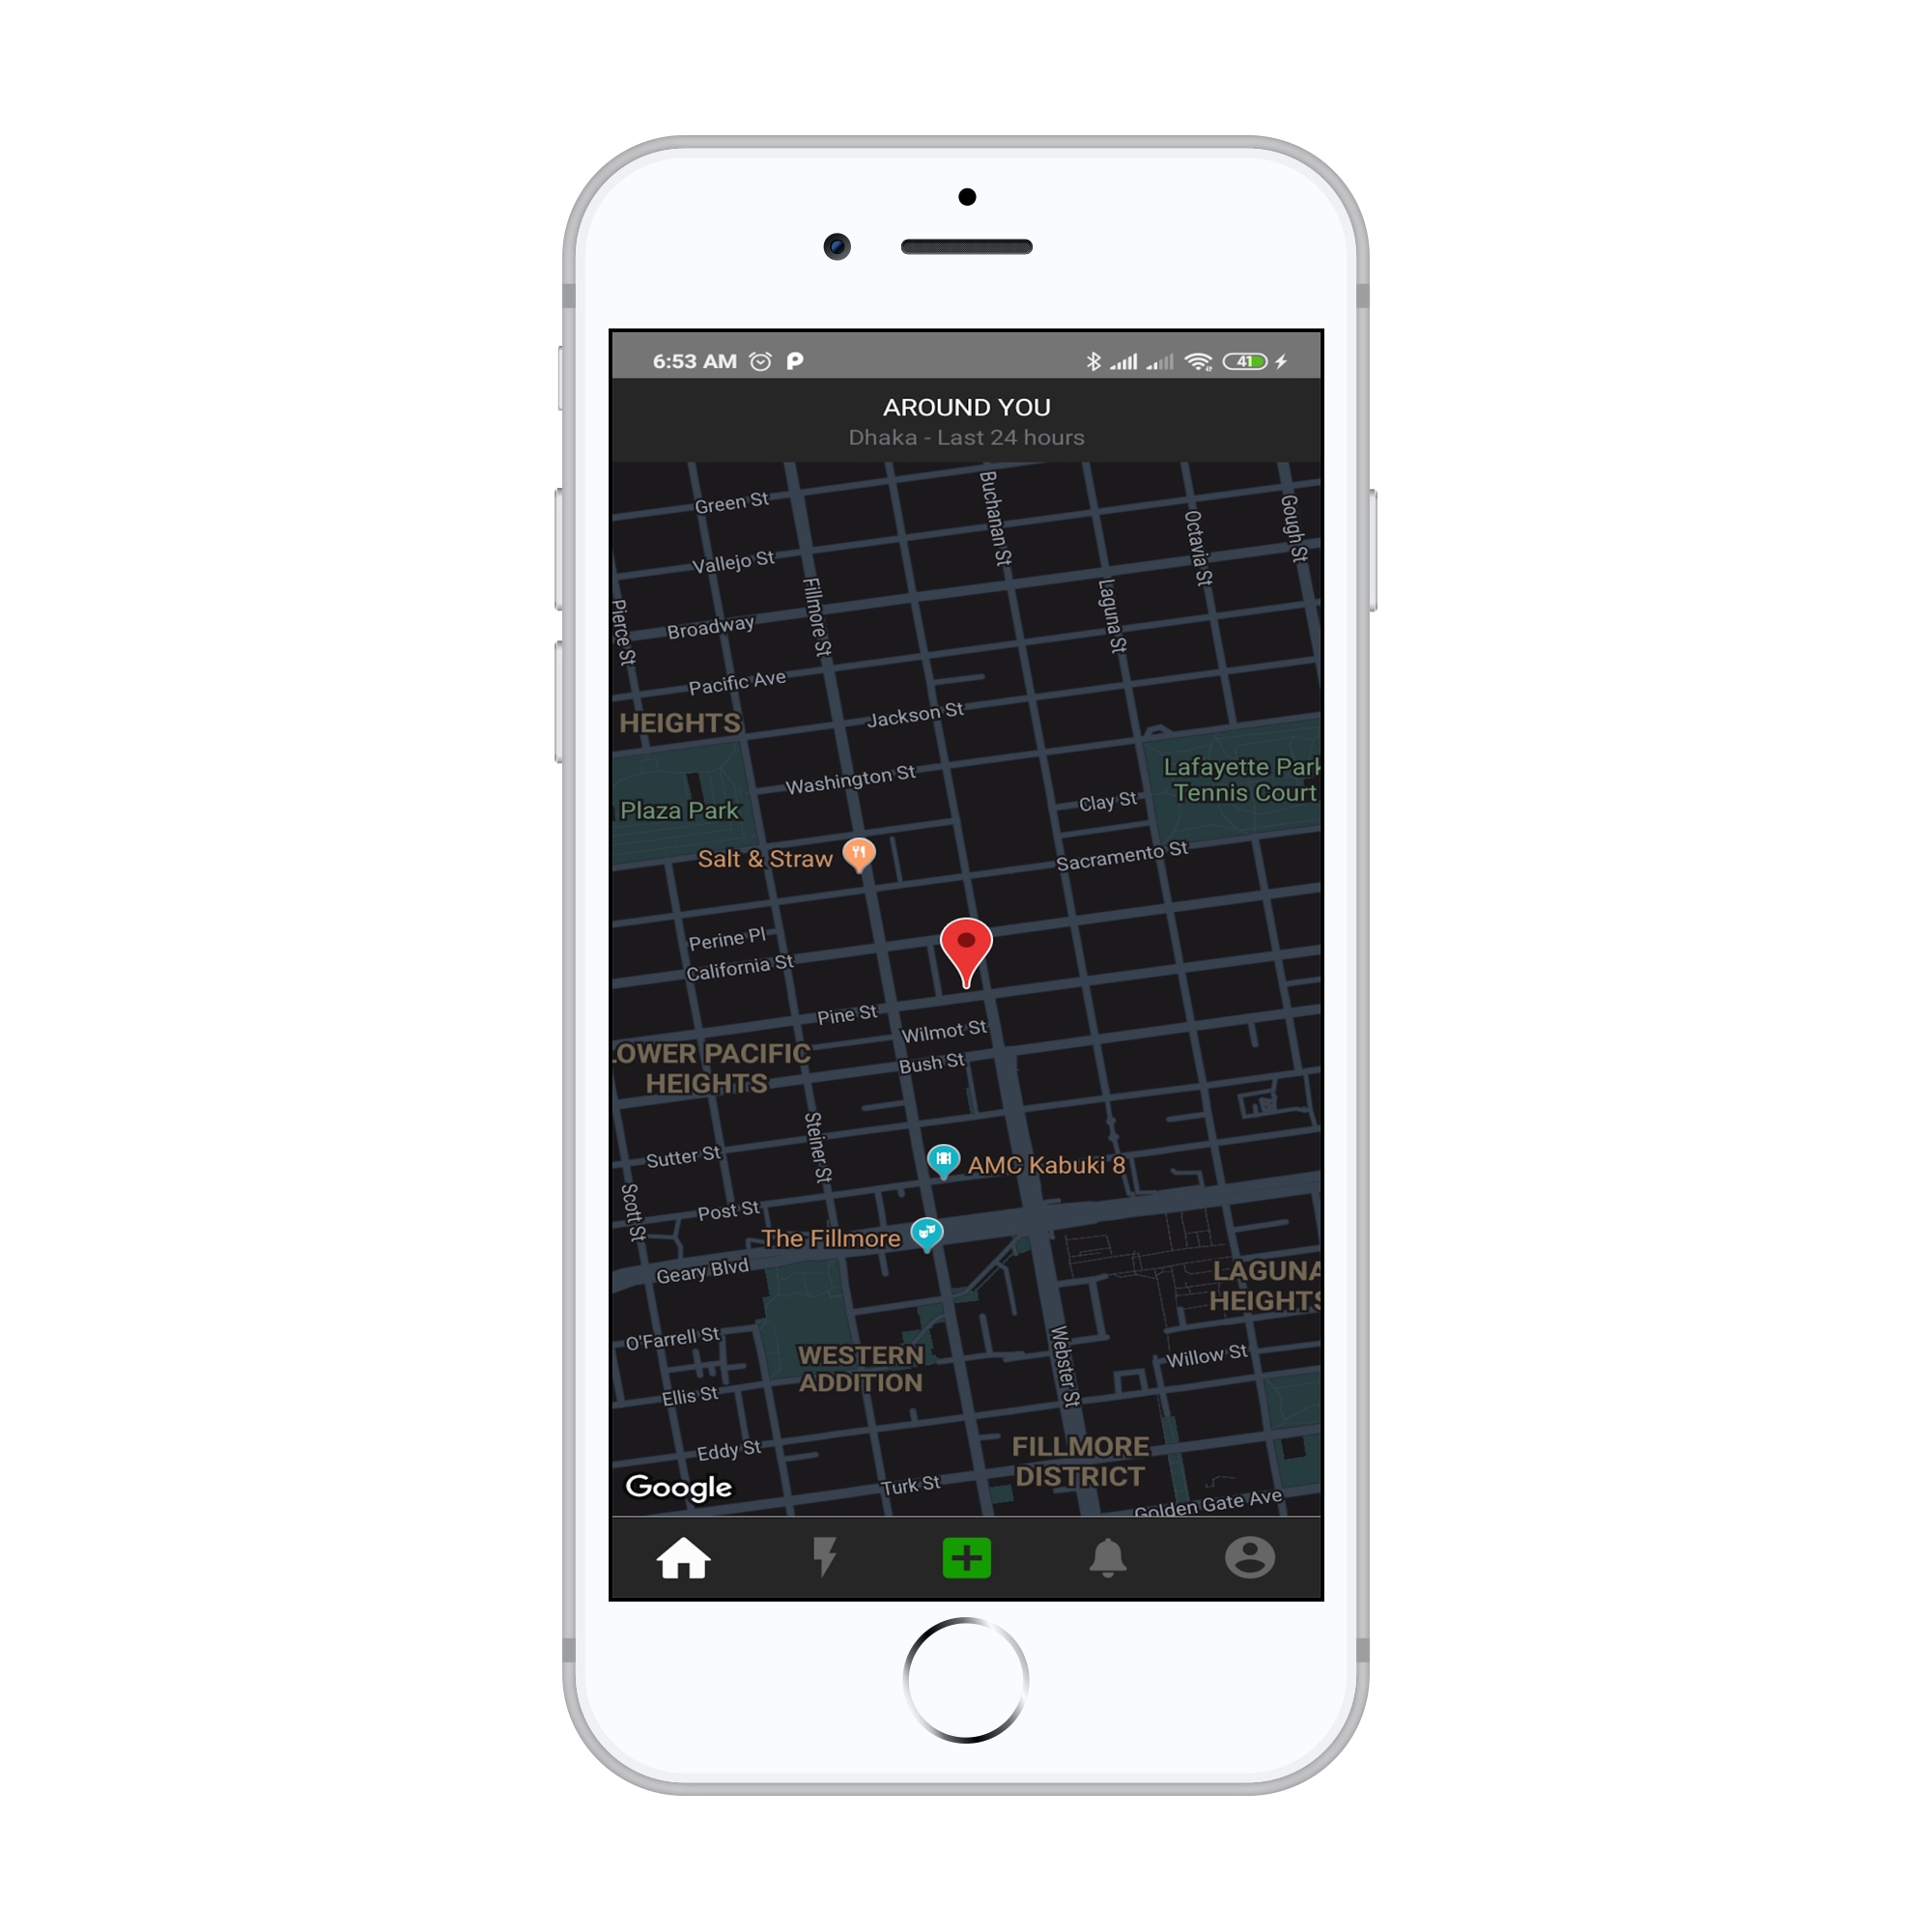 6:53 AM
41
AROUND YOU
Dhaka - Last 24 hours
Green St
Buchanan St
Octavia St
Gough St
Vallejo St
Fillmore St
Laguna St
Pierce St
Broadway
Pacific Ave
Jackson St
HEIGHTS
Washington St
Lafayette Park
Tennis Court
Plaza Park
Clay St
Salt & Straw
Sacramento St
Perine Pl
California St
Pine St
Wilmot St
LOWER PACIFIC
HEIGHTS
Bush St
Steiner St
Sutter St
AMC Kabuki 8
Scott St
Post St
The Fillmore
Geary Blvd
LAGUNA
HEIGHTS
O'Farrell St
WESTERN
ADDITION
Webster St
Willow St
Ellis St
Eddy St
FILLMORE
DISTRICT
Google
Turk St
Golden Gate Ave